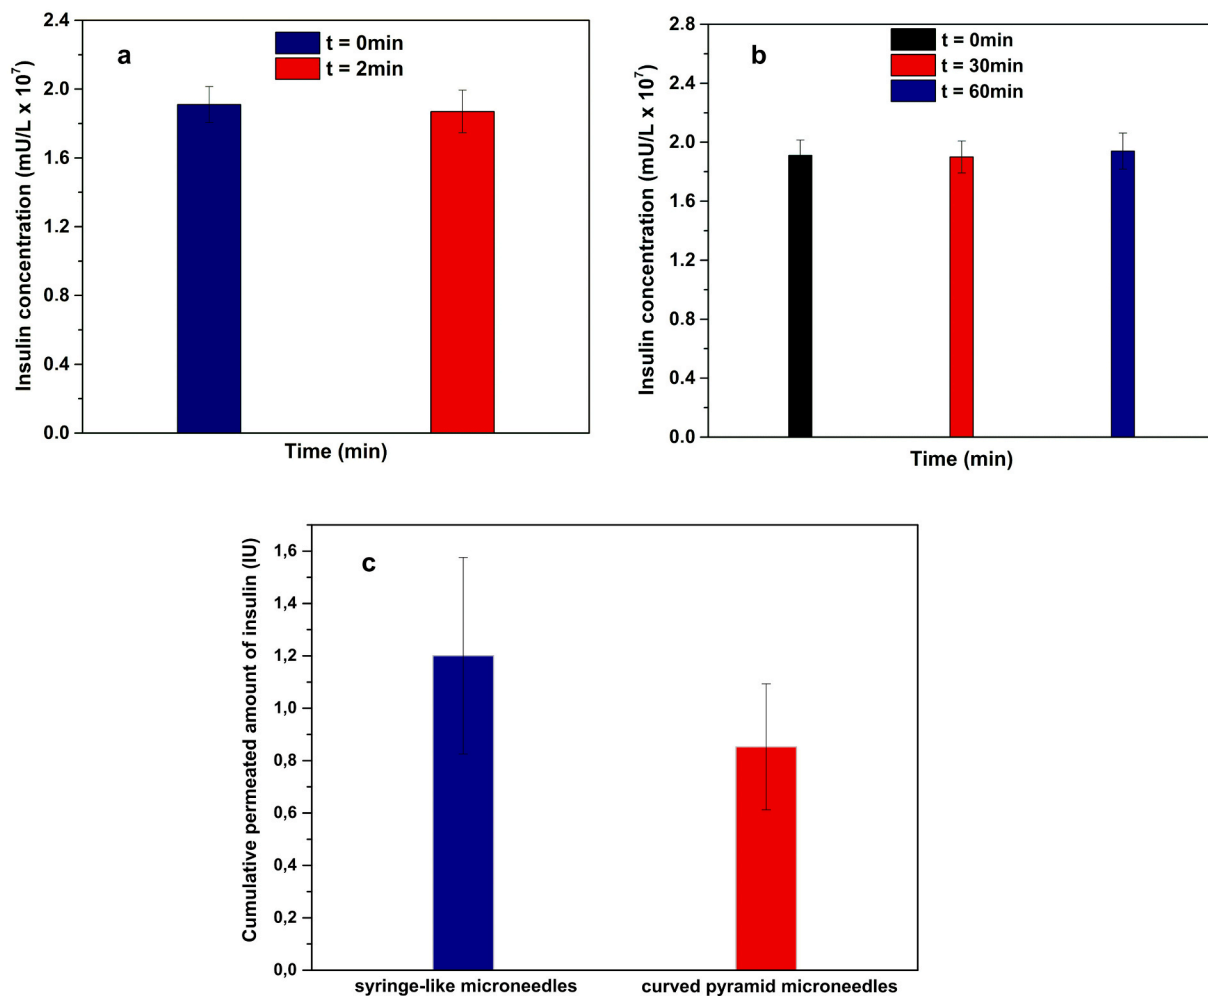 a
t = 0min
t = 2min
Insulin concentration (mU/L x 10⁷)
2.4
2.0
1.6
1.2
0.8
0.4
0.0
Time (min)
b
t = 0min
t = 30min
t = 60min
Insulin concentration (mU/L x 10⁷)
2.8
2.4
2.0
1.6
1.2
0.8
0.4
0.0
Time (min)
c
Cumulative permeated amount of insulin (IU)
1,6
1,4
1,2
1,0
0,8
0,6
0,4
0,2
0,0
syringe-like microneedles
curved pyramid microneedles